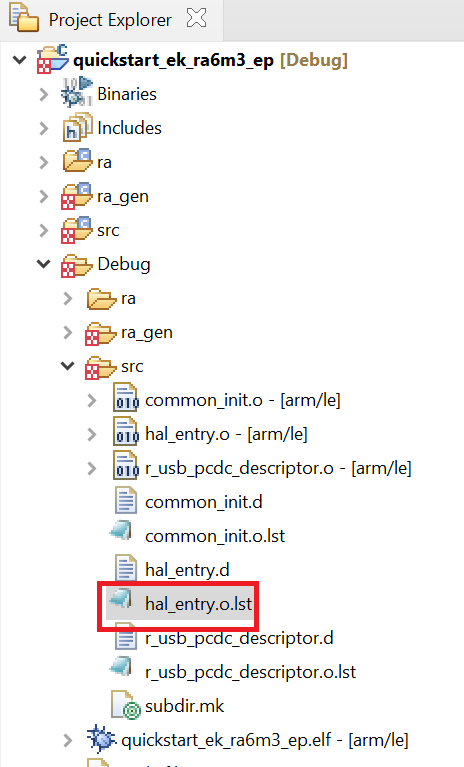 Project Explorer
quickstart_ek_ra6m3_ep [Debug]
Binaries
Includes
ra
ra_gen
src
Debug
ra
ra_gen
src
common_init.o - [arm/le]
hal_entry.o - [arm/le]
r_usb_pcdc_descriptor.o - [arm/le]
common_init.d
common_init.o.lst
hal_entry.d
hal_entry.o.lst
r_usb_pcdc_descriptor.d
r_usb_pcdc_descriptor.o.lst
subdir.mk
quickstart_ek_ra6m3_ep.elf - [arm/le]